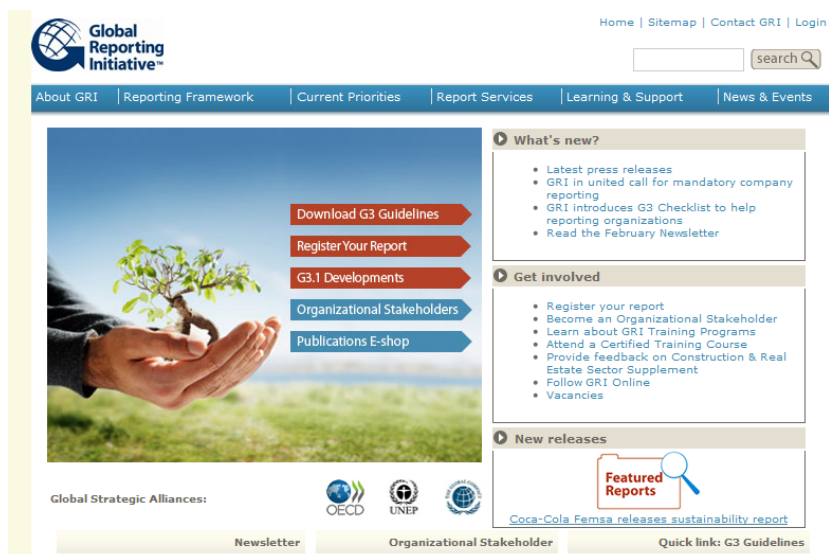 Global
Reporting
Initiative™
Home | Sitemap | Contact GRI | Login
search
About GRI | Reporting Framework | Current Priorities | Report Services | Learning & Support | News & Events
Download G3 Guidelines
Register Your Report
G3.1 Developments
Organizational Stakeholders
Publications E-shop
What's new?
• Latest press releases
• GRI in united call for mandatory company
reporting
• GRI introduces G3 Checklist to help
reporting organizations
• Read the February Newsletter
Get involved
• Register your report
• Become an Organizational Stakeholder
• Learn about GRI Training Programs
• Attend a Certified Training Course
• Provide feedback on Construction & Real
Estate Sector Supplement
• Follow GRI Online
• Vacancies
New releases
Featured
Reports
Coca-Cola Femsa releases sustainability report
Global Strategic Alliances:
OECD
UNEP
Newsletter
Organizational Stakeholder
Quick link: G3 Guidelines